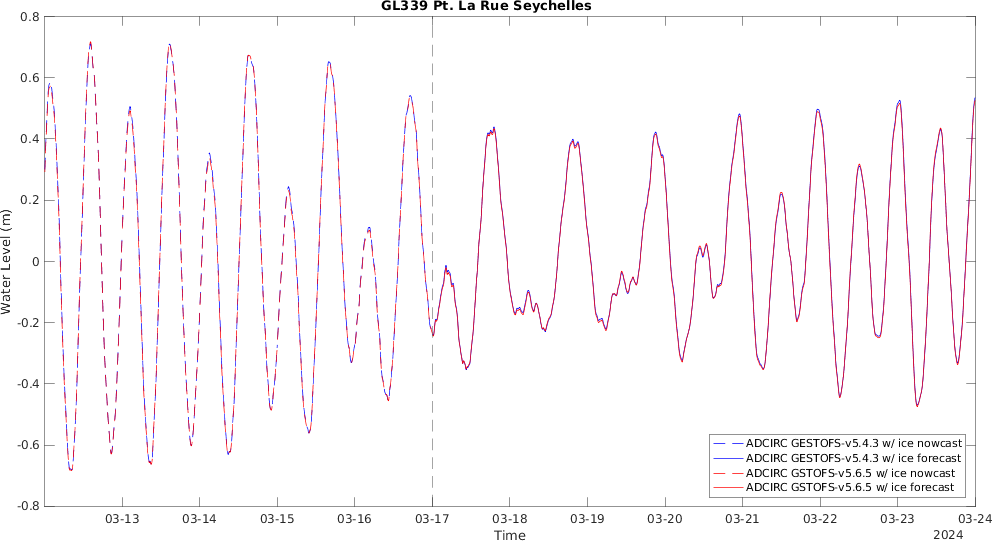 GL339 Pt. La Rue Seychelles
0.8
0.6
0.4
0.2
0
-0.2
-0.4
-0.6
-0.8
Water Level (m)
ADCIRC GESTOFS-v5.4.3 w/ ice nowcast
ADCIRC GESTOFS-v5.4.3 w/ ice forecast
ADCIRC GSTOFS-v5.6.5 w/ ice nowcast
ADCIRC GSTOFS-v5.6.5 w/ ice forecast
03-13 03-14 03-15 03-16 03-17 03-18 03-19 03-20 03-21 03-22 03-23 03-24
Time
2024